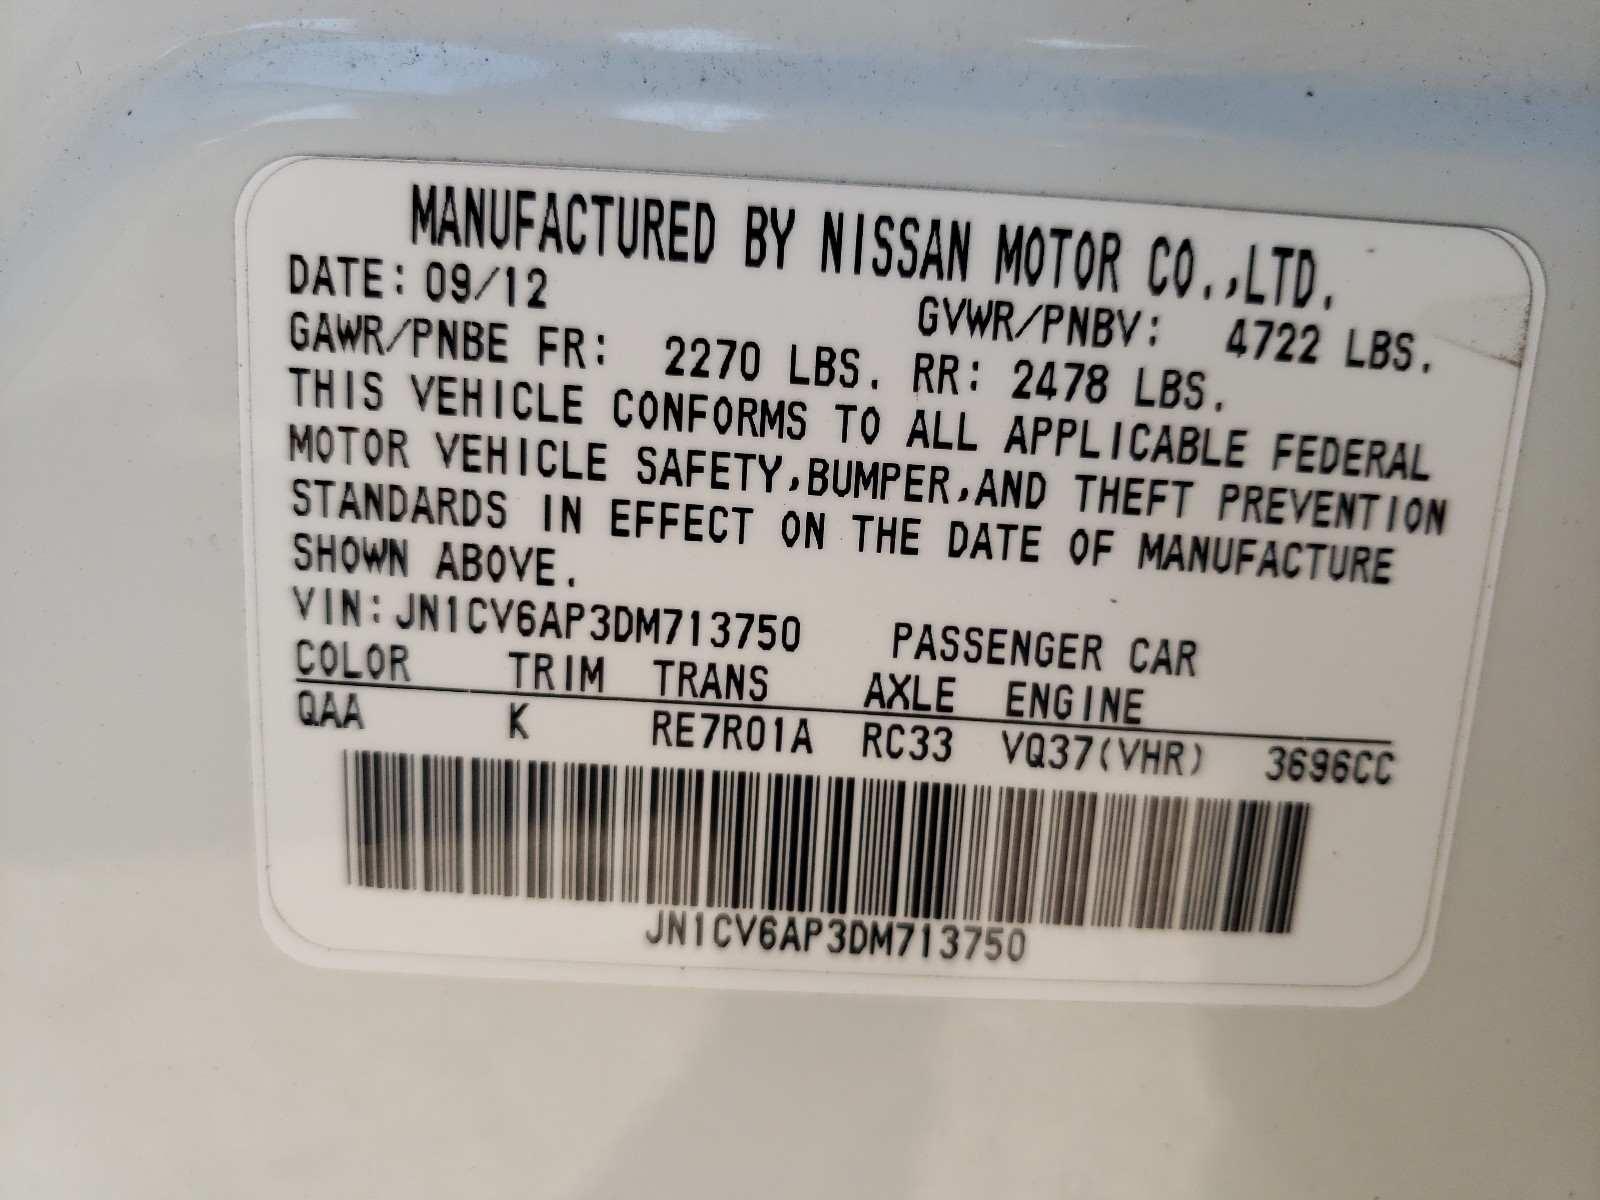 MANUFACTURED BY NISSAN MOTOR CO.,LTD.
DATE: 09/12 GVWR/PNBV: 4722 LBS.
GAWR/PNBE FR: 2270 LBS. RR: 2478 LBS.
THIS VEHICLE CONFORMS TO ALL APPLICABLE FEDERAL
MOTOR VEHICLE SAFETY,BUMPER,AND THEFT PREVENTION
STANDARDS IN EFFECT ON THE DATE OF MANUFACTURE
SHOWN ABOVE.
VIN:JN1CV6AP3DM713750 PASSENGER CAR
COLOR TRIM TRANS AXLE ENGINE
QAA K RE7R01A RC33 VQ37(VHR) 3696CC
JN1CV6AP3DM713750